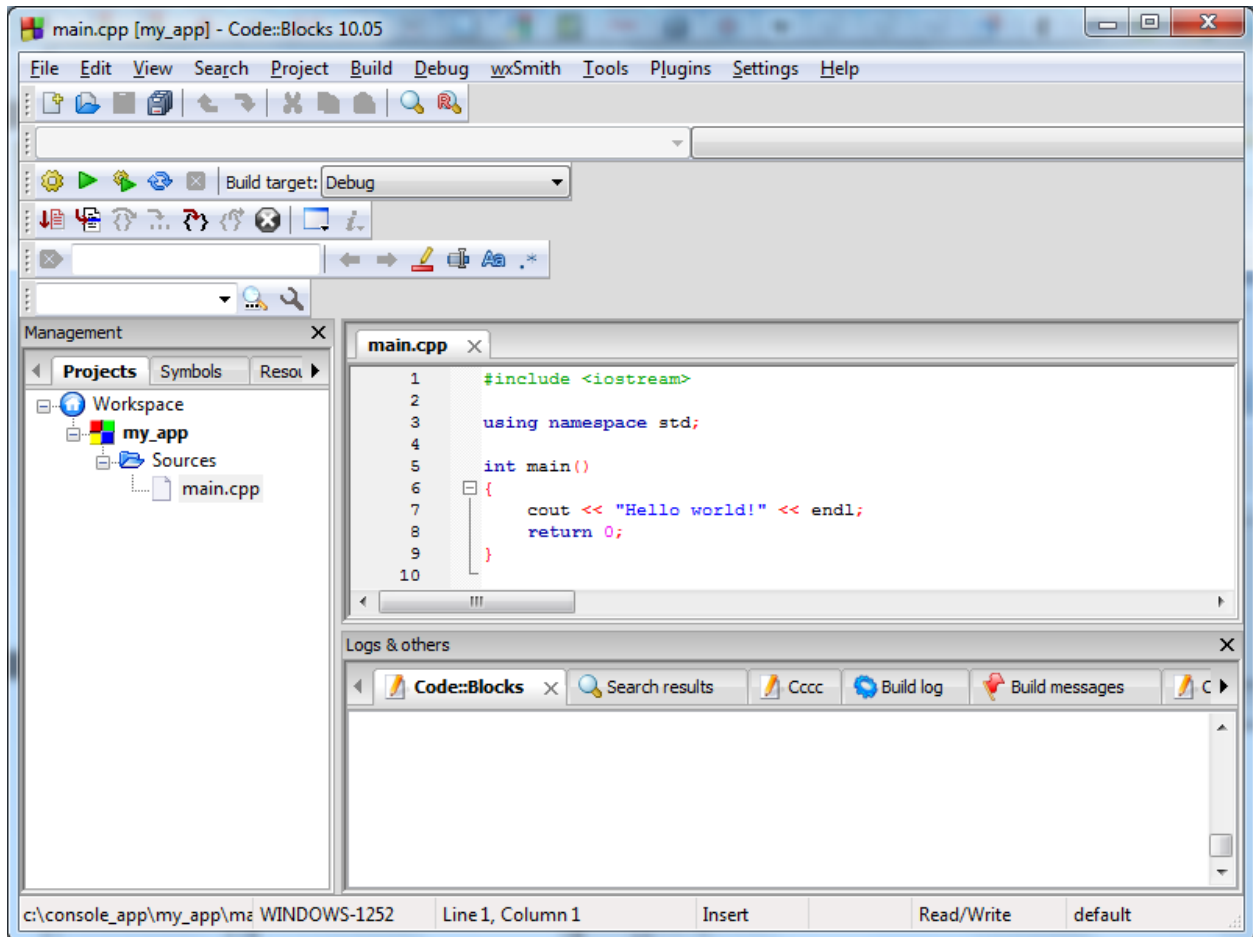 main.cpp [my_app] - Code::Blocks 10.05
File Edit View Search Project Build Debug wxSmith Tools Plugins Settings Help
Build target: Debug
Management
Projects Symbols
main.cpp
Workspace
my_app
Sources
main.cpp
1 #include <iostream>
2
3 using namespace std;
4
5 int main()
6 {
7 cout << "Hello world!" << endl;
8 return 0;
9 }
10
Logs & others
Code::Blocks Search results Cccc Build log Build messages C
c:\console_app\my_app\ma WINDOWS-1252 Line 1, Column 1 Insert Read/Write default